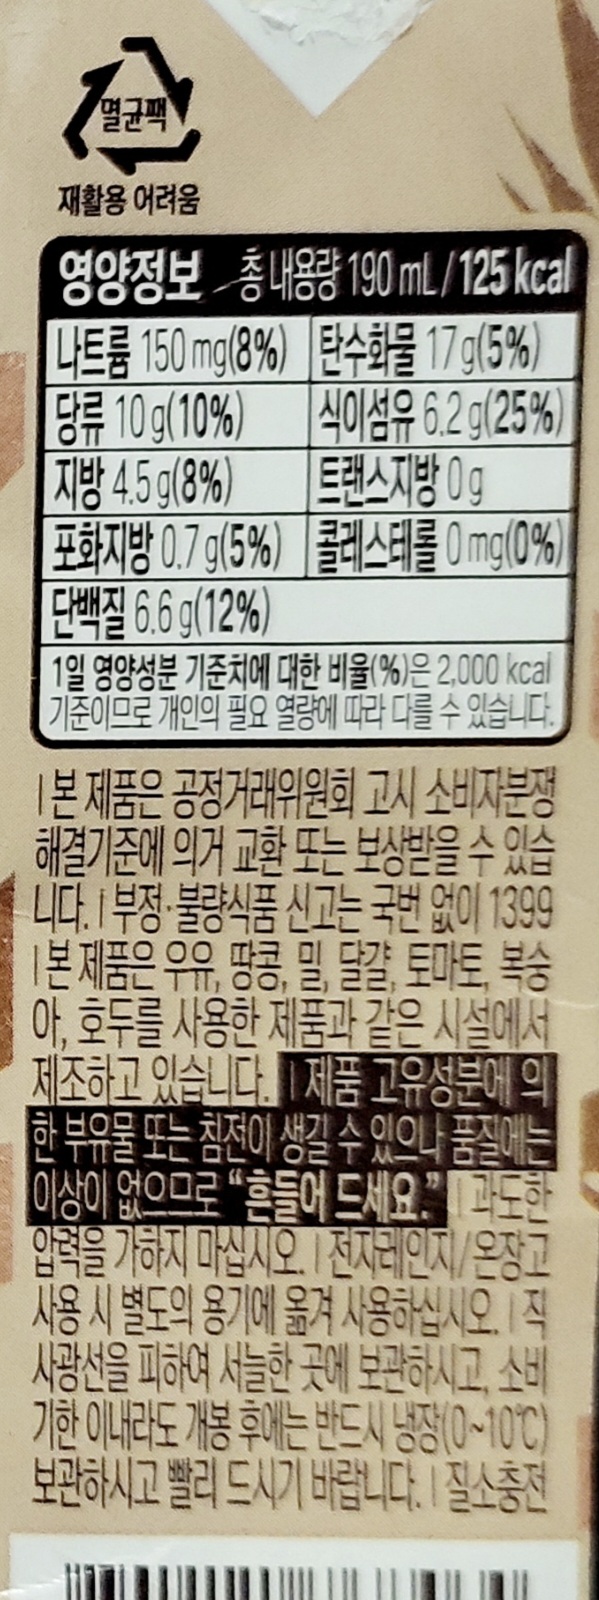 멸균팩
재활용 어려움
영양정보 총 내용량 190 mL / 125 kcal
나트륨 150 mg(8%) 탄수화물 17 g(5%)
당류 10 g(10%) 식이섬유 6.2 g(25%)
지방 4.5 g(8%) 트랜스지방 0 g
포화지방 0.7 g(5%) 콜레스테롤 0 mg(0%)
단백질 6.6 g(12%)
1일 영양성분 기준치에 대한 비율(%)은 2,000 kcal
기준이므로 개인의 필요 열량에 따라 다를 수 있습니다.
| 본 제품은 공정거래위원회 고시 소비자분쟁
해결기준에 의거 교환 또는 보상받을 수 있습
니다. | 부정·불량식품 신고는 국번 없이 1399
| 본 제품은 우유, 땅콩, 밀, 달걀, 토마토, 복숭
아, 호두를 사용한 제품과 같은 시설에서
제조하고 있습니다. | 제품 고유성분에 의
한 부유물 또는 침전이 생길 수 있으나 품질에는
이상이 없으므로 “흔들어 드세요.” | 과도한
압력을 가하지 마십시오. | 전자레인지/온장고
사용 시 별도의 용기에 옮겨 사용하십시오. | 직
사광선을 피하여 서늘한 곳에 보관하시고, 소비
기한 이내라도 개봉 후에는 반드시 냉장(0~10℃)
보관하시고 빨리 드시기 바랍니다. | 질소충전